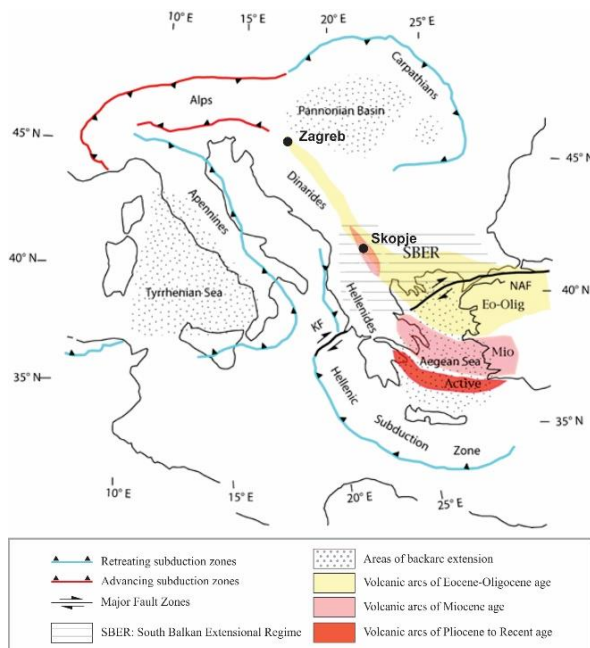 10° E
15° E
20° E
25° E
Carpathians
Alps
Pannonian Basin
45° N
Zagreb
45° N
Dinarides
Apennines
Skopje
SBER
40° N
40° N
NAF
Tyrrhenian Sea
Hellenides
Eo-Olig
KF
Aegean Sea
Mio
35° N
Hellenic
Active
Subduction
35° N
Zone
10° E
15° E
20° E
25° E
Retreating subduction zones
Advancing subduction zones
Major Fault Zones
SBER: South Balkan Extensional Regime
Areas of backarc extension
Volcanic arcs of Eocene-Oligocene age
Volcanic arcs of Miocene age
Volcanic arcs of Pliocene to Recent age